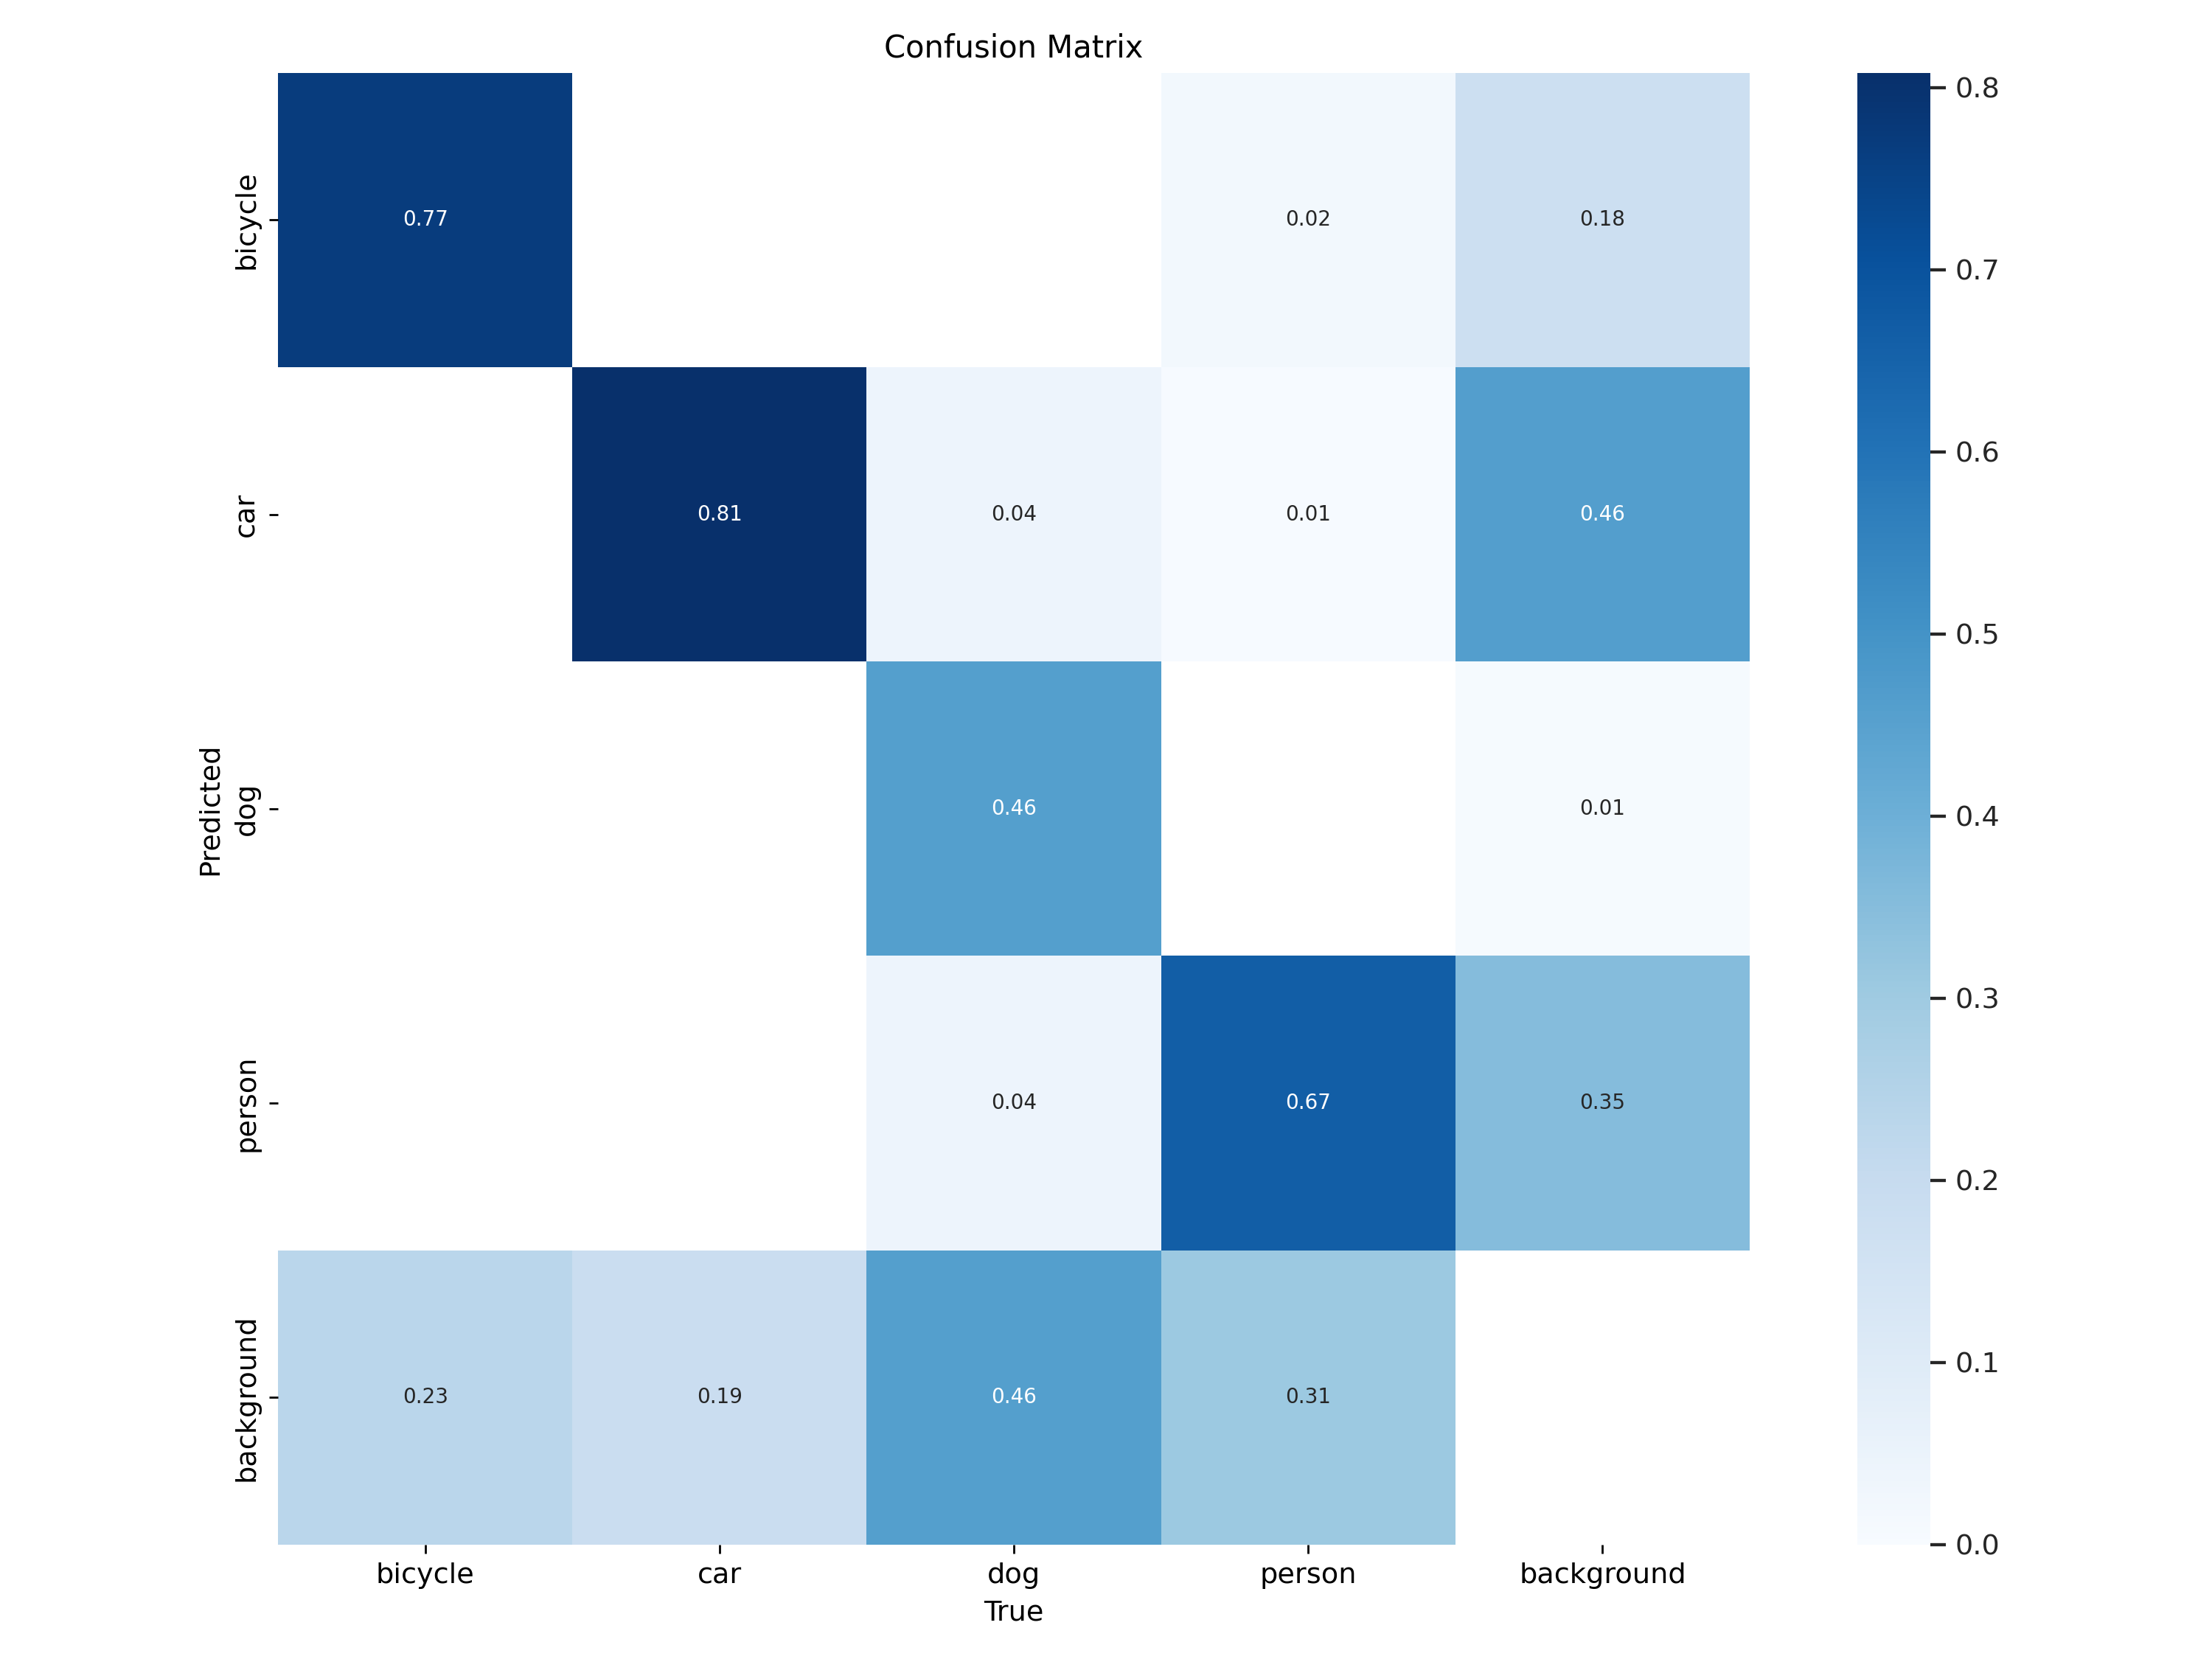 Confusion Matrix
bicycle
0.77
0.02
0.18
car
0.81
0.04
0.01
0.46
Predicted
dog
0.46
0.01
person
0.04
0.67
0.35
background
0.23
0.19
0.46
0.31
bicycle
car
dog
person
background
True
0.8
0.7
0.6
0.5
0.4
0.3
0.2
0.1
0.0